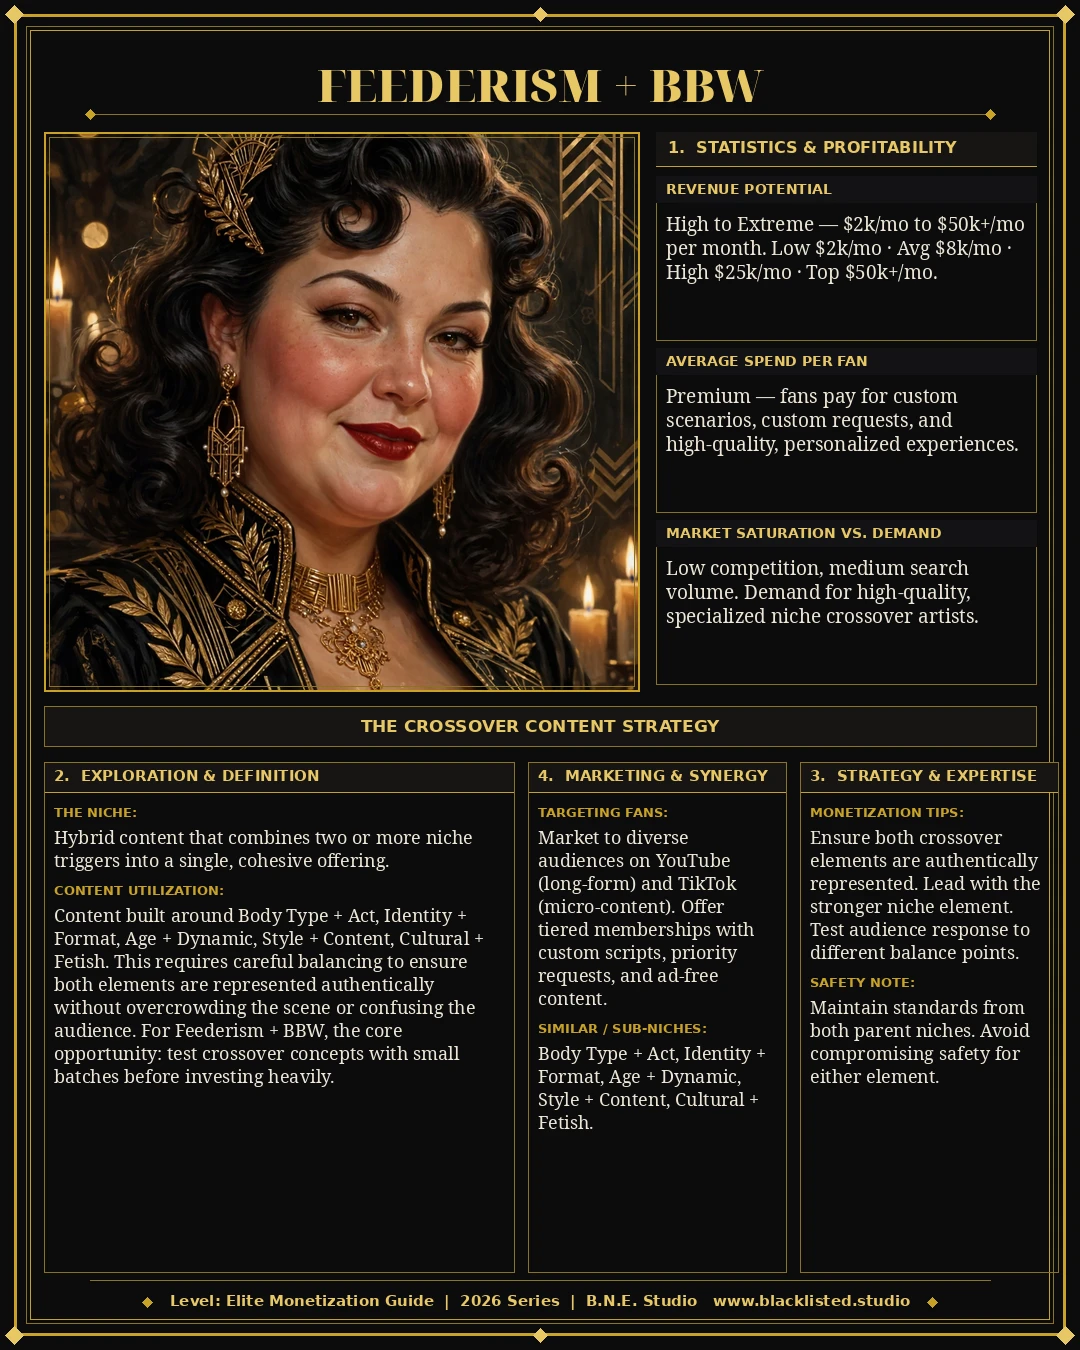 FEEDERISM + BBW
1. STATISTICS & PROFITABILITY
REVENUE POTENTIAL
High to Extreme — $2k/mo to $50k+/mo
per month. Low $2k/mo · Avg $8k/mo ·
High $25k/mo · Top $50k+/mo.
AVERAGE SPEND PER FAN
Premium — fans pay for custom
scenarios, custom requests, and
high-quality, personalized experiences.
MARKET SATURATION VS. DEMAND
Low competition, medium search
volume. Demand for high-quality,
specialized niche crossover artists.
THE CROSSOVER CONTENT STRATEGY
2. EXPLORATION & DEFINITION
THE NICHE:
Hybrid content that combines two or more niche
triggers into a single, cohesive offering.
CONTENT UTILIZATION:
Content built around Body Type + Act, Identity +
Format, Age + Dynamic, Style + Content, Cultural +
Fetish. This requires careful balancing to ensure
both elements are represented authentically
without overcrowding the scene or confusing the
audience. For Feederism + BBW, the core
opportunity: test crossover concepts with small
batches before investing heavily.
4. MARKETING & SYNERGY
TARGETING FANS:
Market to diverse
audiences on YouTube
(long-form) and TikTok
(micro-content). Offer
tiered memberships with
custom scripts, priority
requests, and ad-free
content.
SIMILAR / SUB-NICHES:
Body Type + Act, Identity +
Format, Age + Dynamic,
Style + Content, Cultural +
Fetish.
3. STRATEGY & EXPERTISE
MONETIZATION TIPS:
Ensure both crossover
elements are authentically
represented. Lead with the
stronger niche element.
Test audience response to
different balance points.
SAFETY NOTE:
Maintain standards from
both parent niches. Avoid
compromising safety for
either element.
Level: Elite Monetization Guide | 2026 Series | B.N.E. Studio www.blacklisted.studio